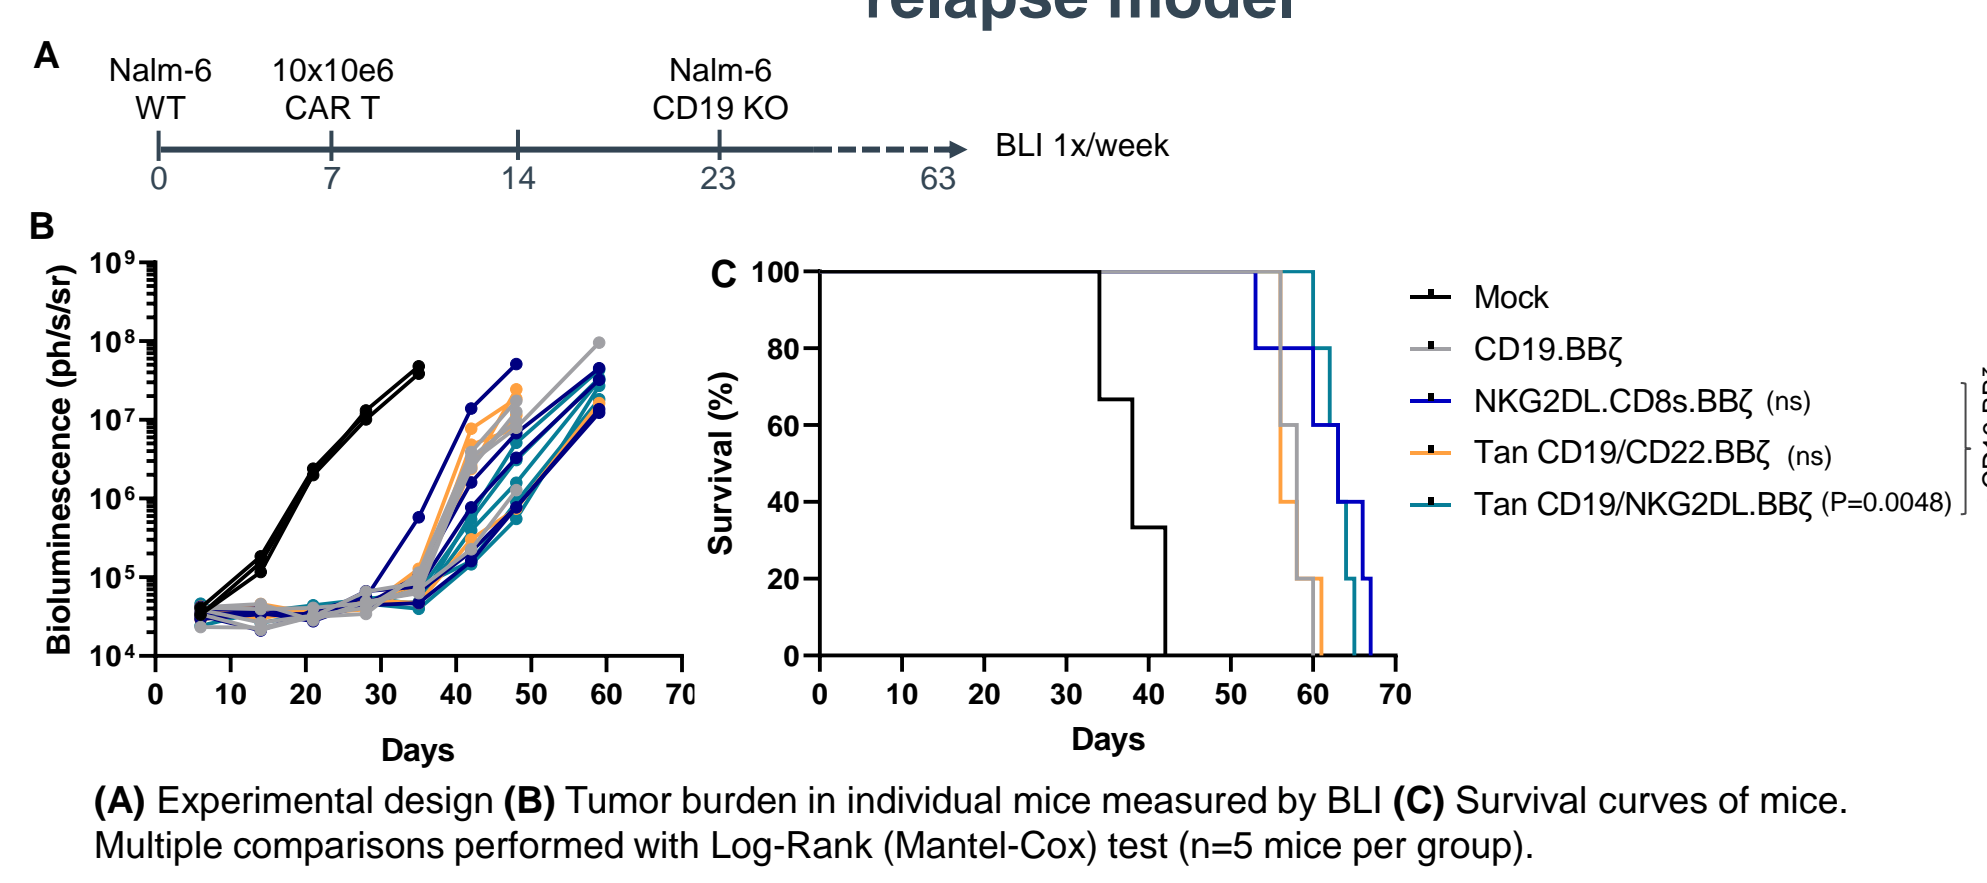 relapse model
A
Nalm-6 WT
10x10e6 CAR T
Nalm-6 CD19 KO
BLI 1x/week
0 7 14 23 63
B
Bioluminescence (ph/s/sr)
10⁹
10⁸
10⁷
10⁶
10⁵
10⁴
0 10 20 30 40 50 60 70
Days
C
Survival (%)
100
80
60
40
20
0
0 10 20 30 40 50 60 70
Days
Mock
CD19.BBζ
NKG2DL.CD8s.BBζ (ns)
Tan CD19/CD22.BBζ (ns)
Tan CD19/NKG2DL.BBζ (P=0.0048)
(A) Experimental design (B) Tumor burden in individual mice measured by BLI (C) Survival curves of mice.
Multiple comparisons performed with Log-Rank (Mantel-Cox) test (n=5 mice per group).